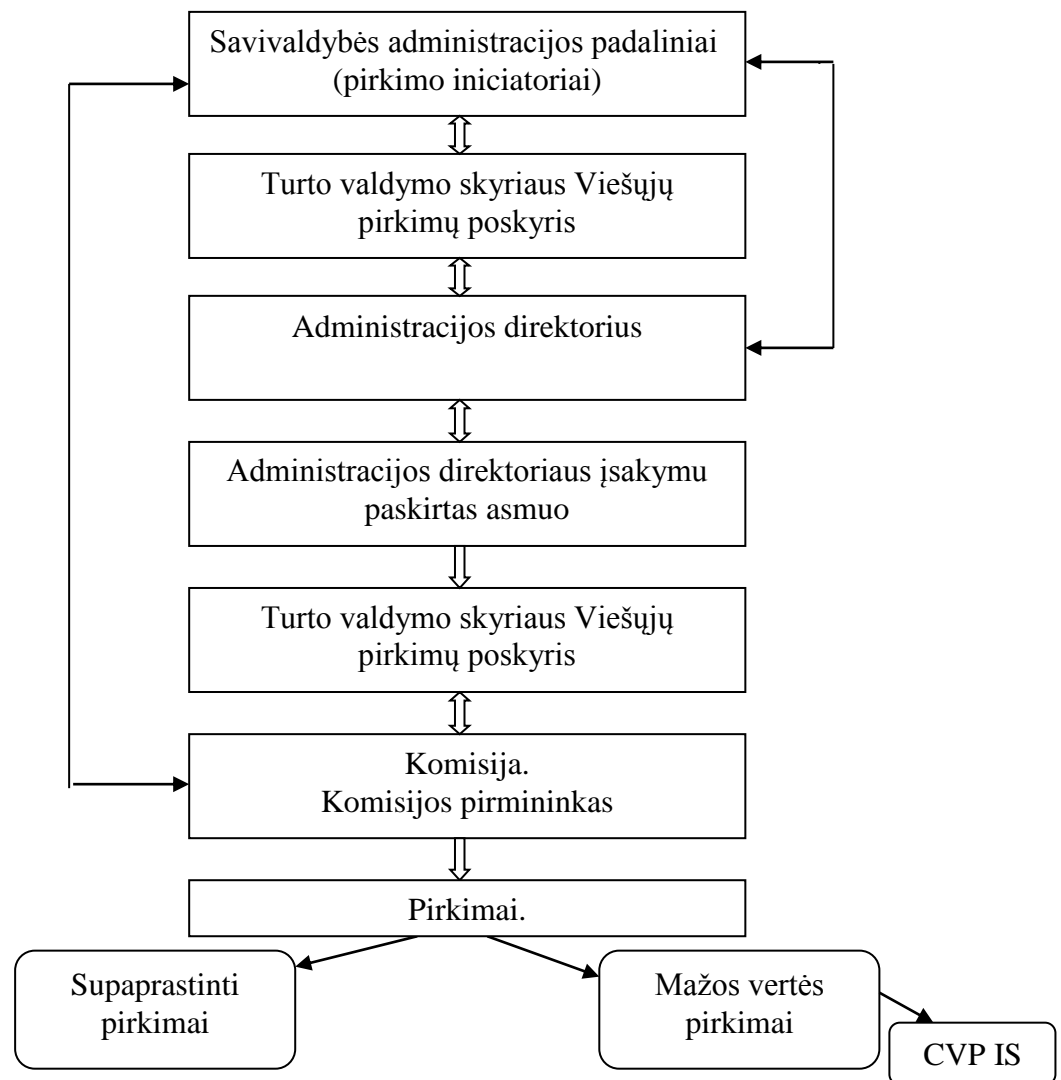 Savivaldybės administracijos padaliniai
(pirkimo iniciatoriai)
Turto valdymo skyriaus Viešųjų
pirkimų poskyris
Administracijos direktorius
Administracijos direktoriaus įsakymu
paskirtas asmuo
Turto valdymo skyriaus Viešųjų
pirkimų poskyris
Komisija.
Komisijos pirmininkas
Pirkimai.
Supaprastinti
pirkimai
Mažos vertės
pirkimai
CVP IS